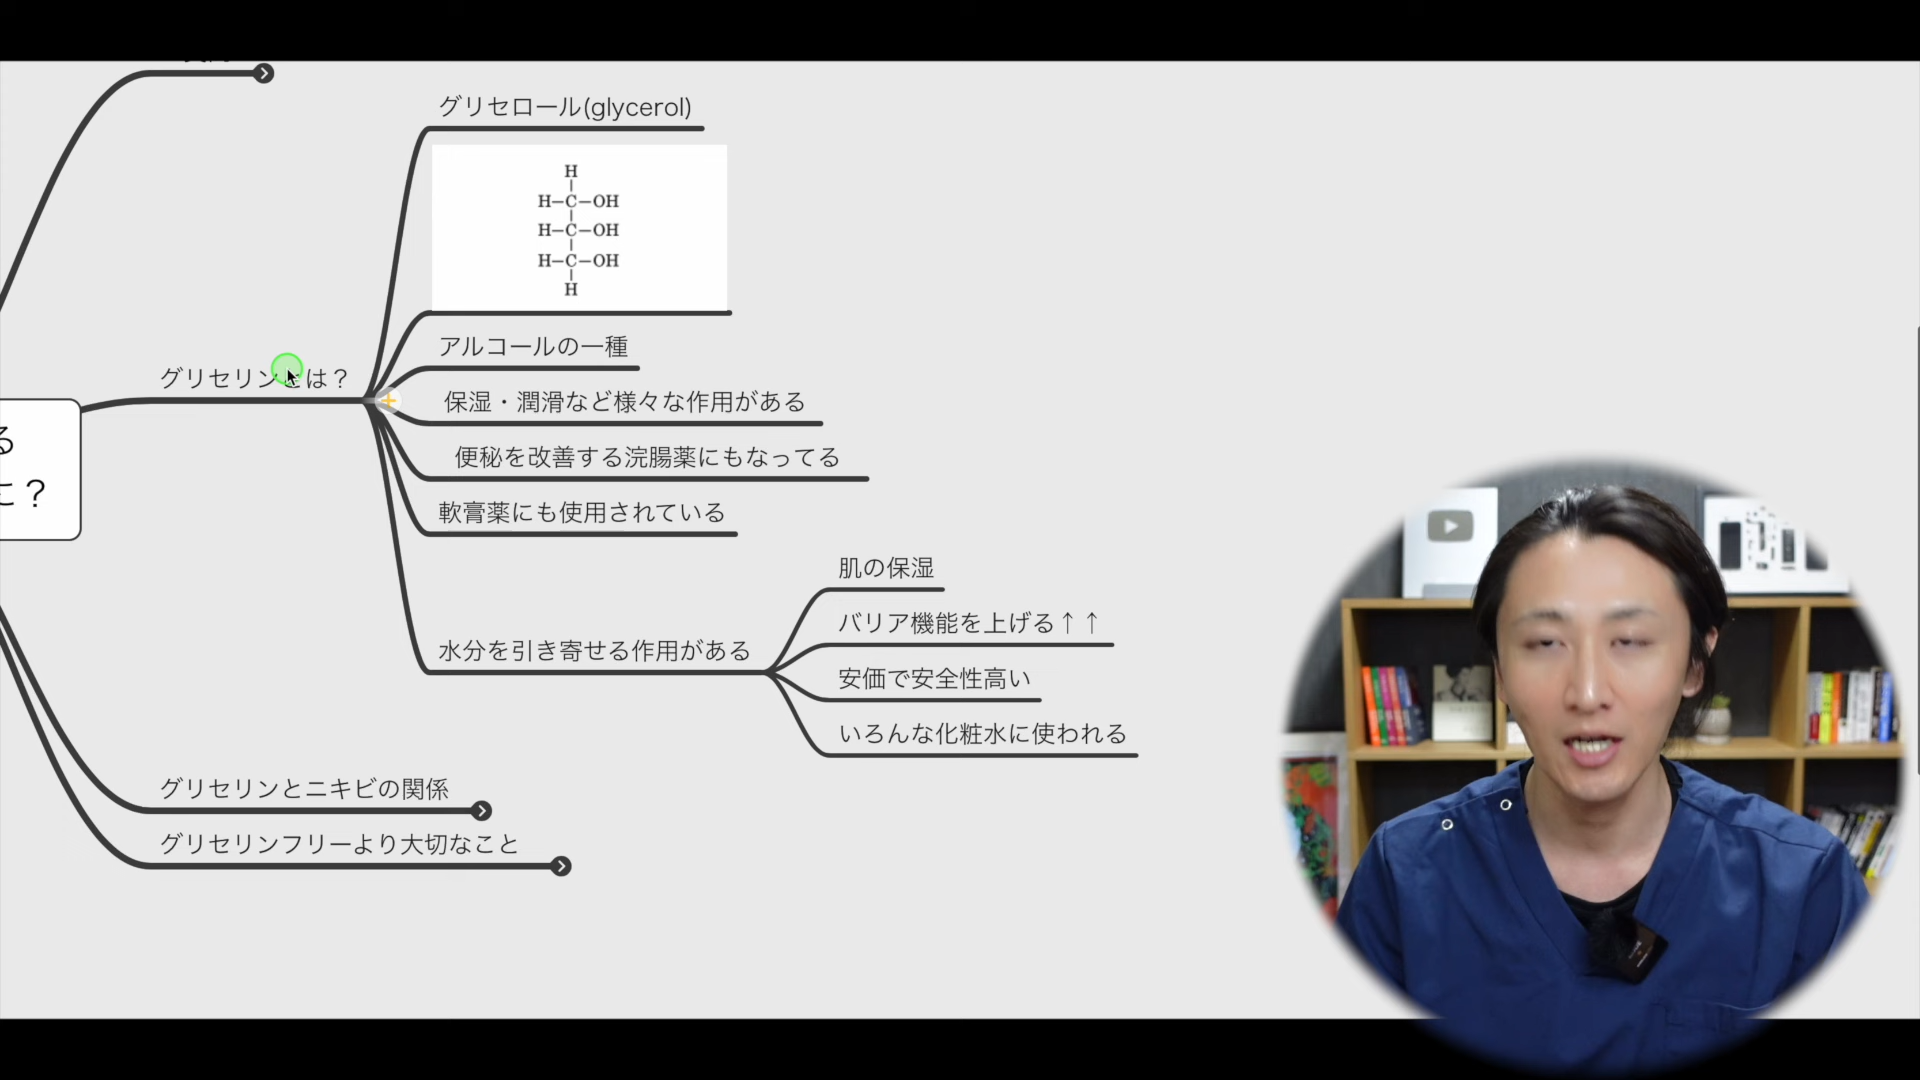 グリセロール(glycerol)
H
H-C-OH
H-C-OH
H-C-OH
H
アルコールの一種
グリセリンとは？
保湿・潤滑など様々な作用がある
る
に？
便秘を改善する浣腸薬にもなってる
軟膏薬にも使用されている
水分を引き寄せる作用がある
肌の保湿
バリア機能を上げる↑↑
安価で安全性高い
いろんな化粧水に使われる
グリセリンとニキビの関係
グリセリンフリーより大切なこと